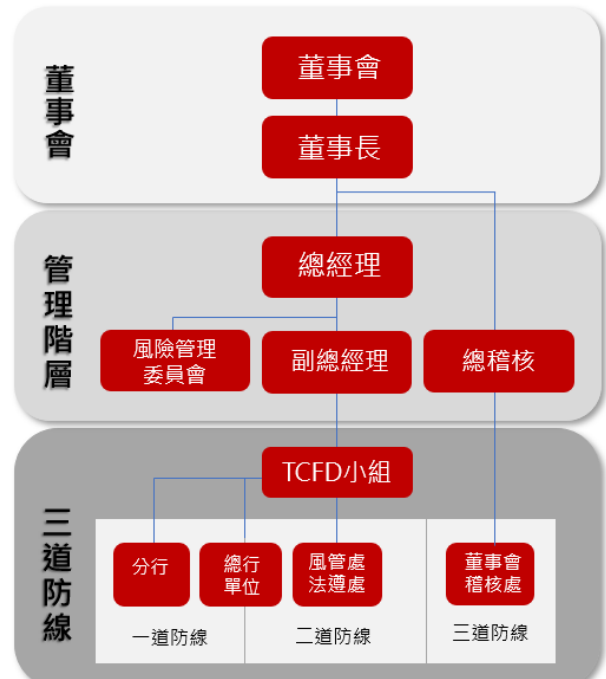 董事會
董事會
董事長
管理階層
總經理
風險管理
委員會
副總經理
總稽核
三道防線
TCFD小組
分行
總行
單位
風管處
法遵處
董事會
稽核處
一道防線
二道防線
三道防線